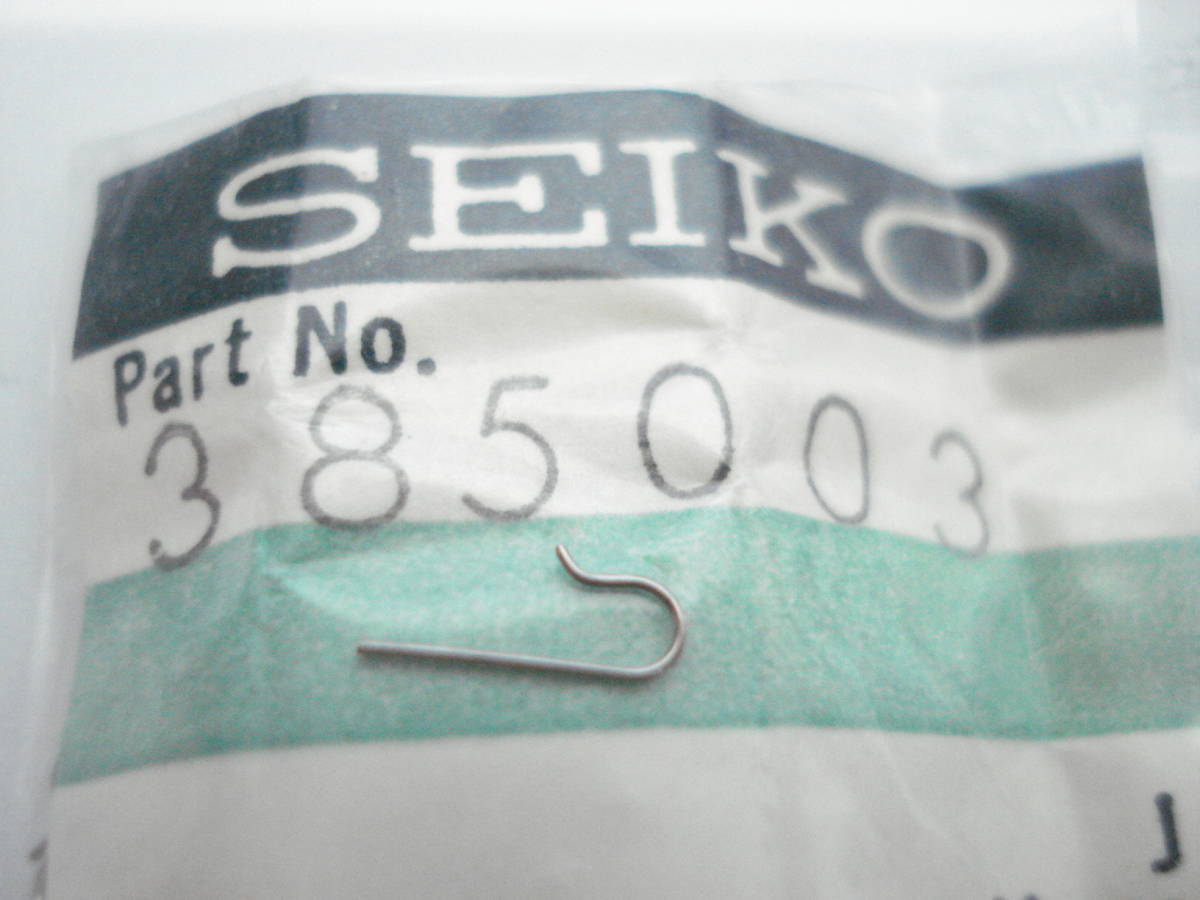 SEIKO
Part No.
385003
J